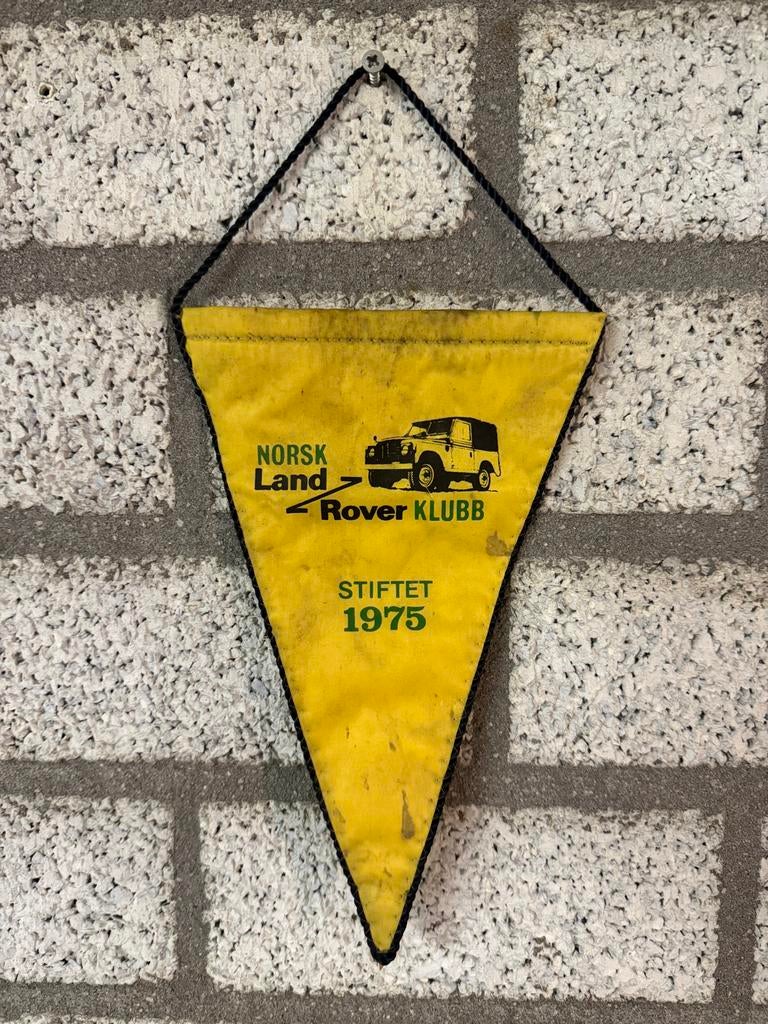 NORSK
Land
Rover KLUBB
STIFTET
1975